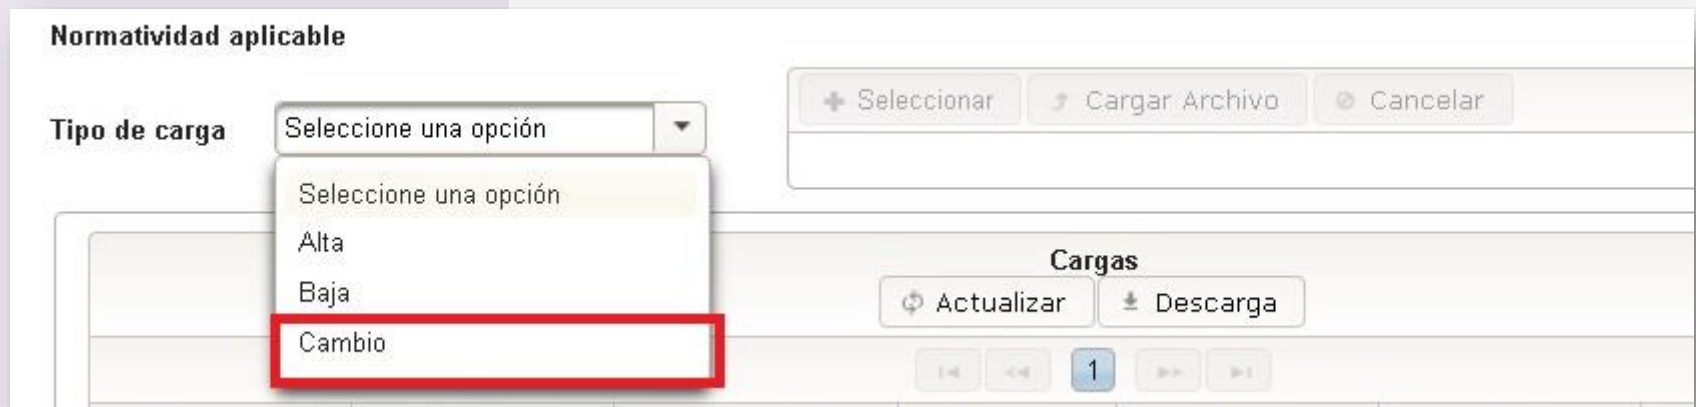 Normatividad aplicable
Tipo de carga
Seleccione una opción
Seleccione una opción
Alta
Baja
Cambio
Seleccionar Cargar Archivo Cancelar
Cargas
Actualizar Descarga
1